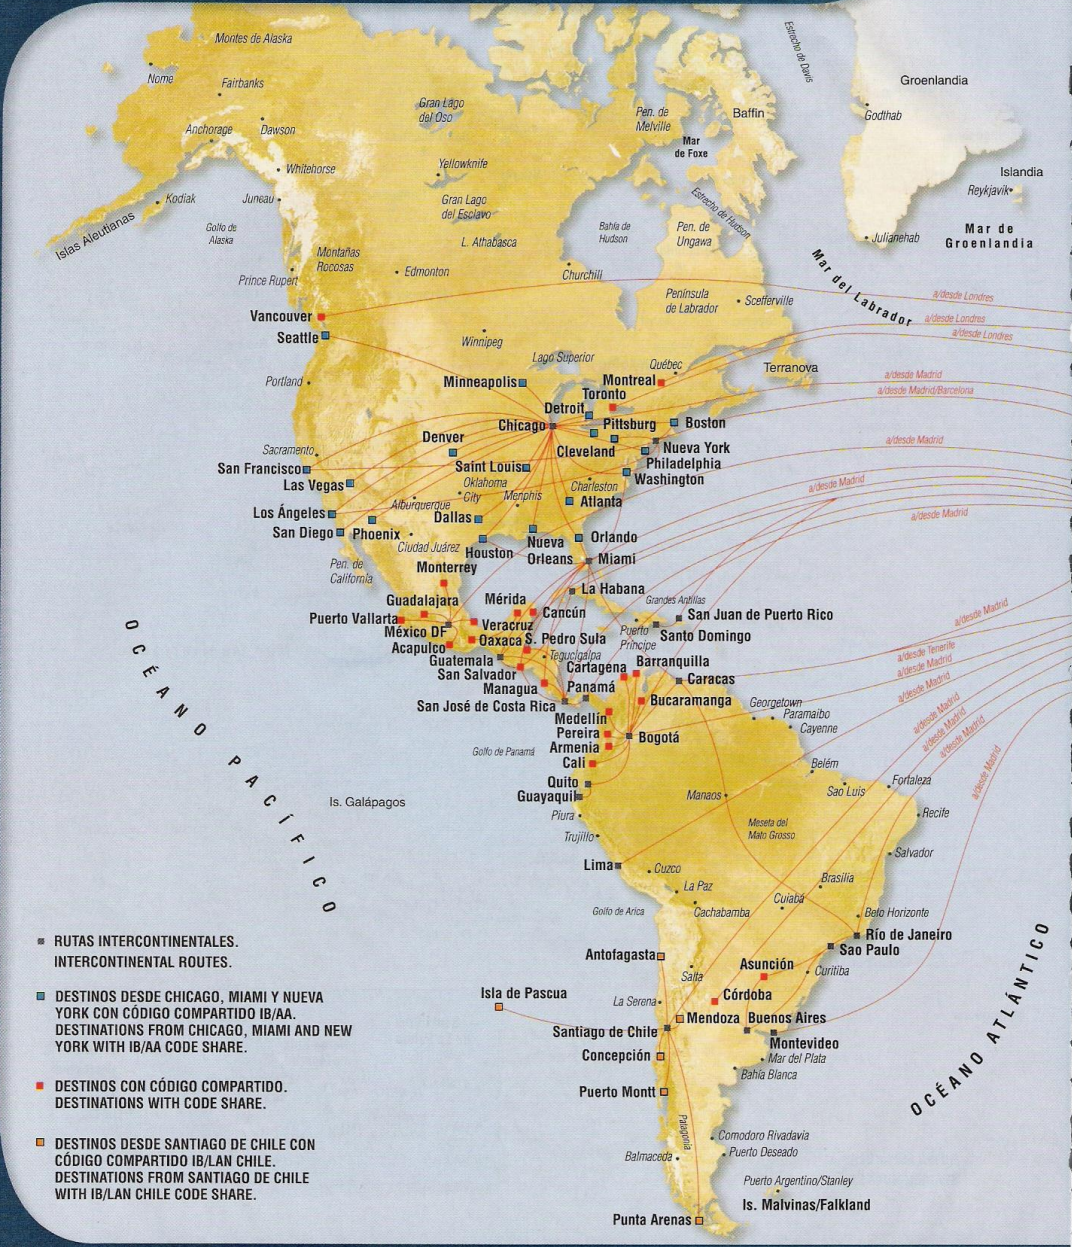 Montes de Alaska
Nome
Fairbanks
Anchorage
Dawson
Whitehorse
Kodiak
Juneau
Islas Aleutianas
Golfo de
Alaska
Prince Rupert
Montañas
Rocosas
Gran Lago
del Oso
Yellowknife
Gran Lago
del Esclavo
L. Athabasca
Edmonton
Pen. de
Melville
Baffin
Mar
de Foxe
Estrecho de Davis
Groenlandia
Godthab
Islandia
Reykjavik
Mar de
Groenlandia
Julianehab
Estrecho de Hudson
Bahía de
Hudson
Pen. de
Ungawa
Churchill
Península
de Labrador
Scefferville
Mar del Labrador
a/desde Londres
a/desde Londres
a/desde Londres
Vancouver
Seattle
Winnipeg
Lago Superior
Québec
Terranova
Portland
Minneapolis
Montreal
Toronto
Detroit
Chicago
Pittsburg
Boston
Cleveland
Nueva York
Philadelphia
Washington
Denver
Sacramento
San Francisco
Las Vegas
Saint Louis
Oklahoma
City
Menphis
Charleston
Alburquerque
Atlanta
Los Ángeles
San Diego
Phoenix
Dallas
Ciudad Juárez
Houston
Nueva
Orleans
Orlando
Miami
Pen. de
California
Monterrey
a/desde Madrid
a/desde Madrid/Barcelona
a/desde Madrid
a/desde Madrid
a/desde Madrid
La Habana
Grandes Antillas
Guadalajara
Mérida
Cancún
Puerto Vallarta
México DF
Veracruz
Acapulco
Oaxaca
S. Pedro Sula
Puerto
Príncipe
San Juan de Puerto Rico
Santo Domingo
Guatemala
Tegucigalpa
San Salvador
Managua
San José de Costa Rica
Panamá
Cartagena
Barranquilla
Caracas
Bucaramanga
Medellín
Pereira
Armenia
Cali
Bogotá
Golfo de Panamá
Quito
Guayaquil
Georgetown
Paramaibo
Cayenne
a/desde Madrid
a/desde Tenerife
a/desde Madrid
a/desde Madrid
a/desde Madrid
a/desde Madrid
a/desde Madrid
a/desde Madrid
OCÉANO PACÍFICO
Is. Galápagos
Piura
Trujillo
Lima
Cuzco
Manaos
Belém
Sao Luis
Fortaleza
Recife
Meseta del
Mato Grosso
Salvador
La Paz
Cachabamba
Golfo de Arica
Brasilia
Cuiabá
Belo Horizonte
Río de Janeiro
Sao Paulo
Curitiba
Antofagasta
Salta
Asunción
Isla de Pascua
La Serena
Córdoba
Mendoza
Buenos Aires
Santiago de Chile
Montevideo
Concepción
Mar del Plata
Bahía Blanca
Puerto Montt
Patagonia
Comodoro Rivadavia
Puerto Deseado
Balmaceda
Puerto Argentino/Stanley
Is. Malvinas/Falkland
Punta Arenas
OCÉANO ATLÁNTICO
RUTAS INTERCONTINENTALES.
INTERCONTINENTAL ROUTES.
DESTINOS DESDE CHICAGO, MIAMI Y NUEVA
YORK CON CÓDIGO COMPARTIDO IB/AA.
DESTINATIONS FROM CHICAGO, MIAMI AND NEW
YORK WITH IB/AA CODE SHARE.
DESTINOS CON CÓDIGO COMPARTIDO.
DESTINATIONS WITH CODE SHARE.
DESTINOS DESDE SANTIAGO DE CHILE CON
CÓDIGO COMPARTIDO IB/LAN CHILE.
DESTINATIONS FROM SANTIAGO DE CHILE
WITH IB/LAN CHILE CODE SHARE.